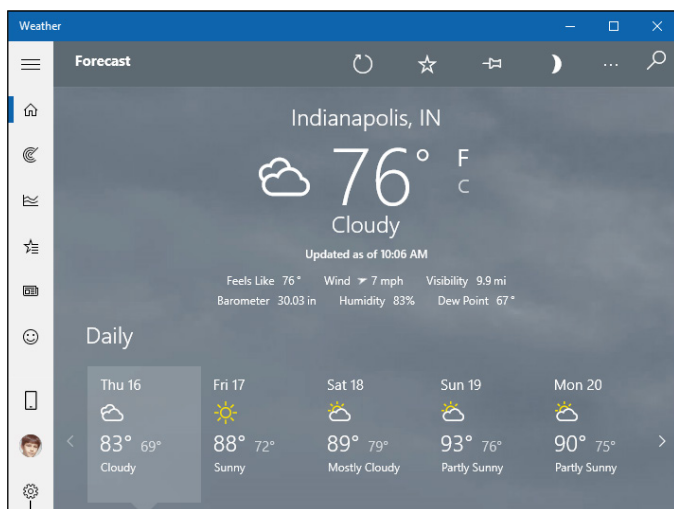 Weather
Forecast
Indianapolis, IN
76° F
C
Cloudy
Updated as of 10:06 AM
Feels Like 76° Wind 7 mph Visibility 9.9 mi
Barometer 30.03 in Humidity 83% Dew Point 67°
Daily
Thu 16 Fri 17 Sat 18 Sun 19 Mon 20
83° 69° 88° 72° 89° 79° 93° 76° 90° 75°
Cloudy Sunny Mostly Cloudy Partly Sunny Partly Sunny